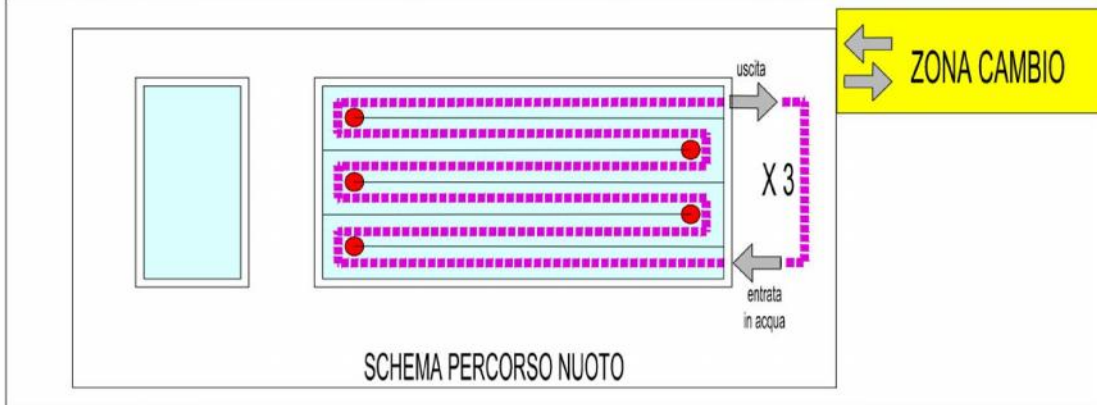 ZONA CAMBIO
uscita
X 3
entrata
in acqua
SCHEMA PERCORSO NUOTO